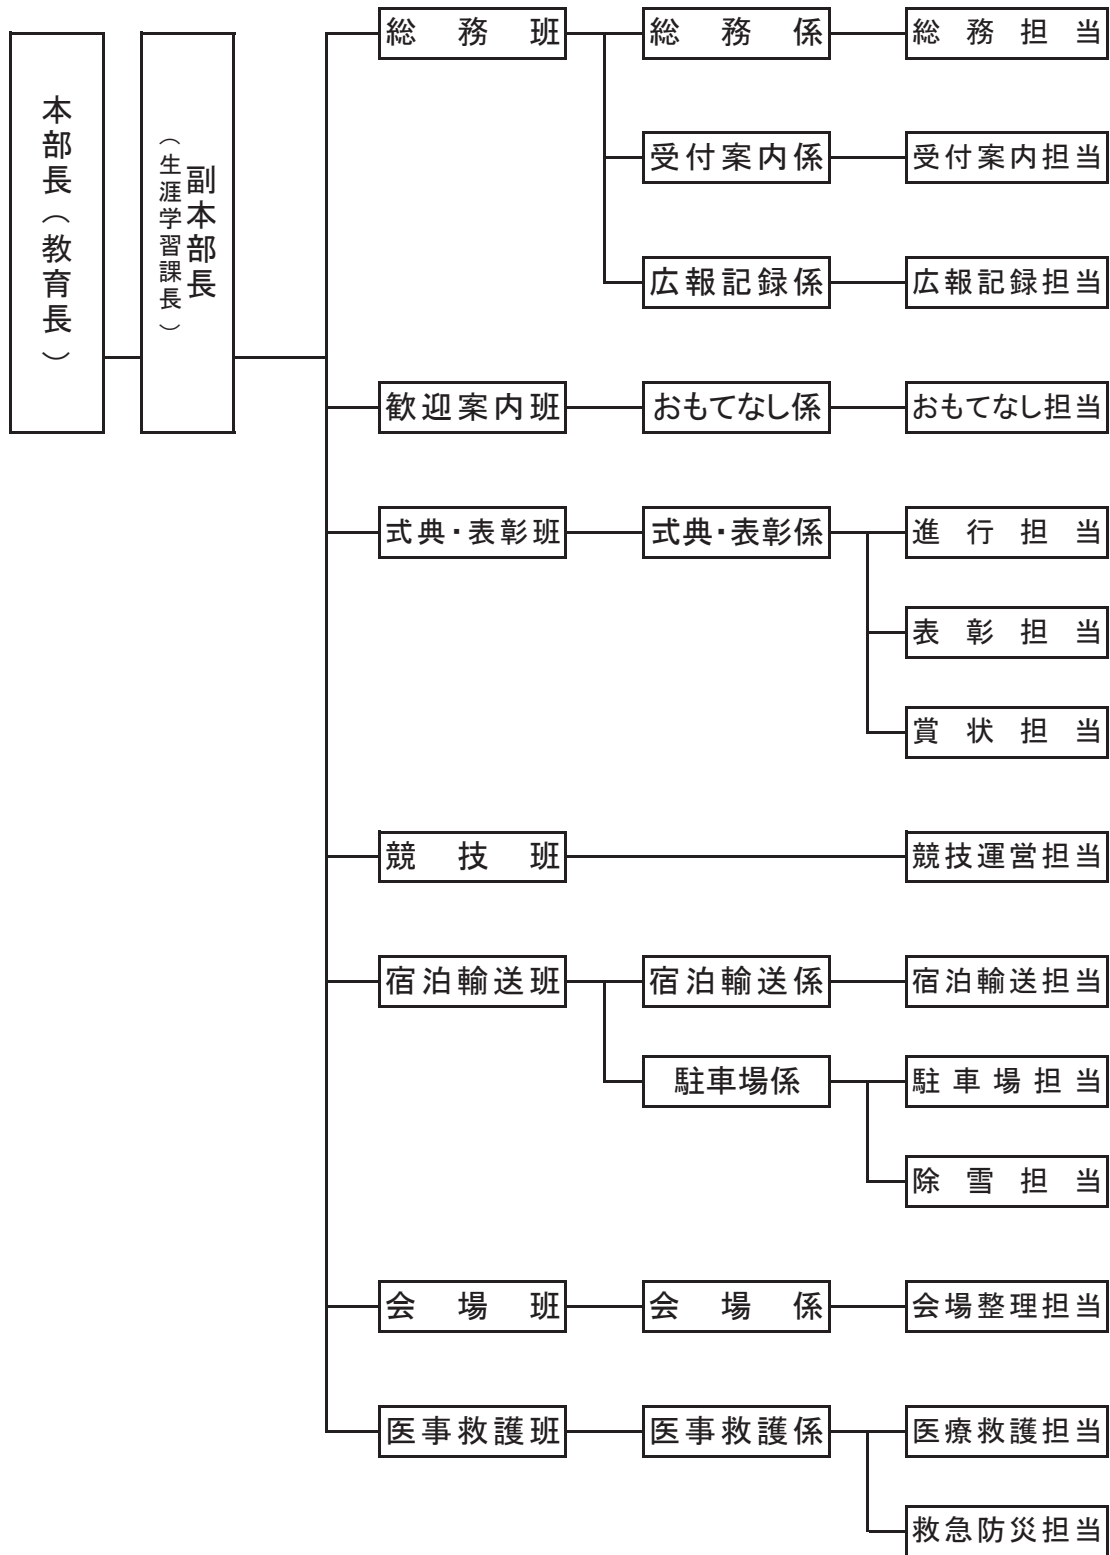 本部長（教育長）
副本部長
（生涯学習課長）
総務班
総務係
総務担当
受付案内係
受付案内担当
広報記録係
広報記録担当
歓迎案内班
おもてなし係
おもてなし担当
式典・表彰班
式典・表彰係
進行担当
表彰担当
賞状担当
競技班
競技運営担当
宿泊輸送班
宿泊輸送係
宿泊輸送担当
駐車場係
駐車場担当
除雪担当
会場班
会場係
会場整理担当
医事救護班
医事救護係
医療救護担当
救急防災担当